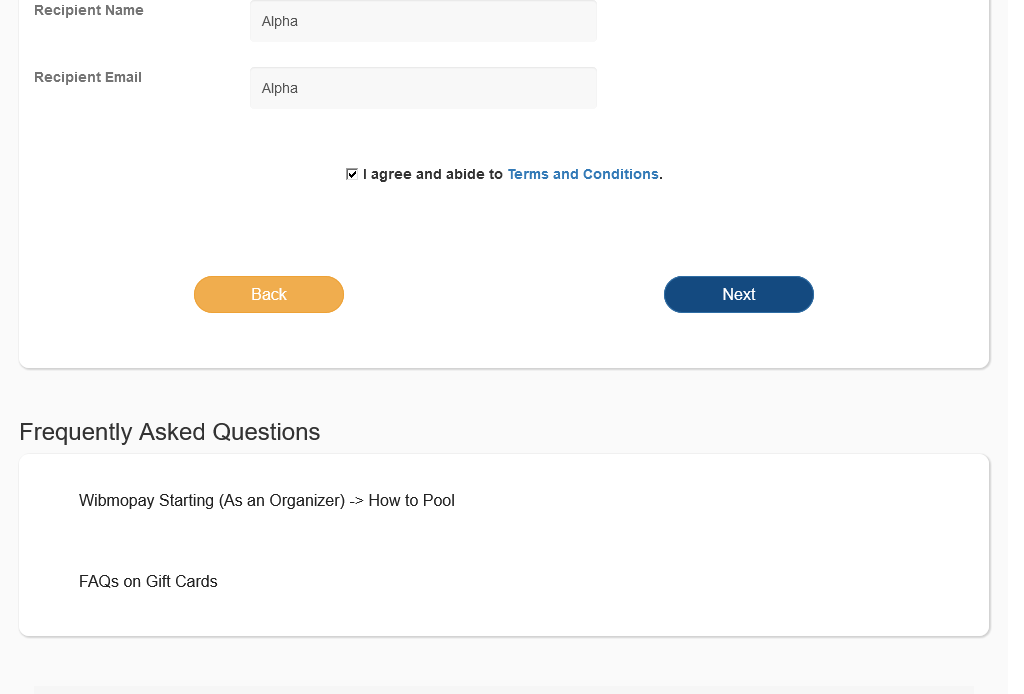 Recipient Name
Alpha
Recipient Email
Alpha
I agree and abide to Terms and Conditions.
Back
Next
Frequently Asked Questions
Wibmopay Starting (As an Organizer) -> How to Pool
FAQs on Gift Cards